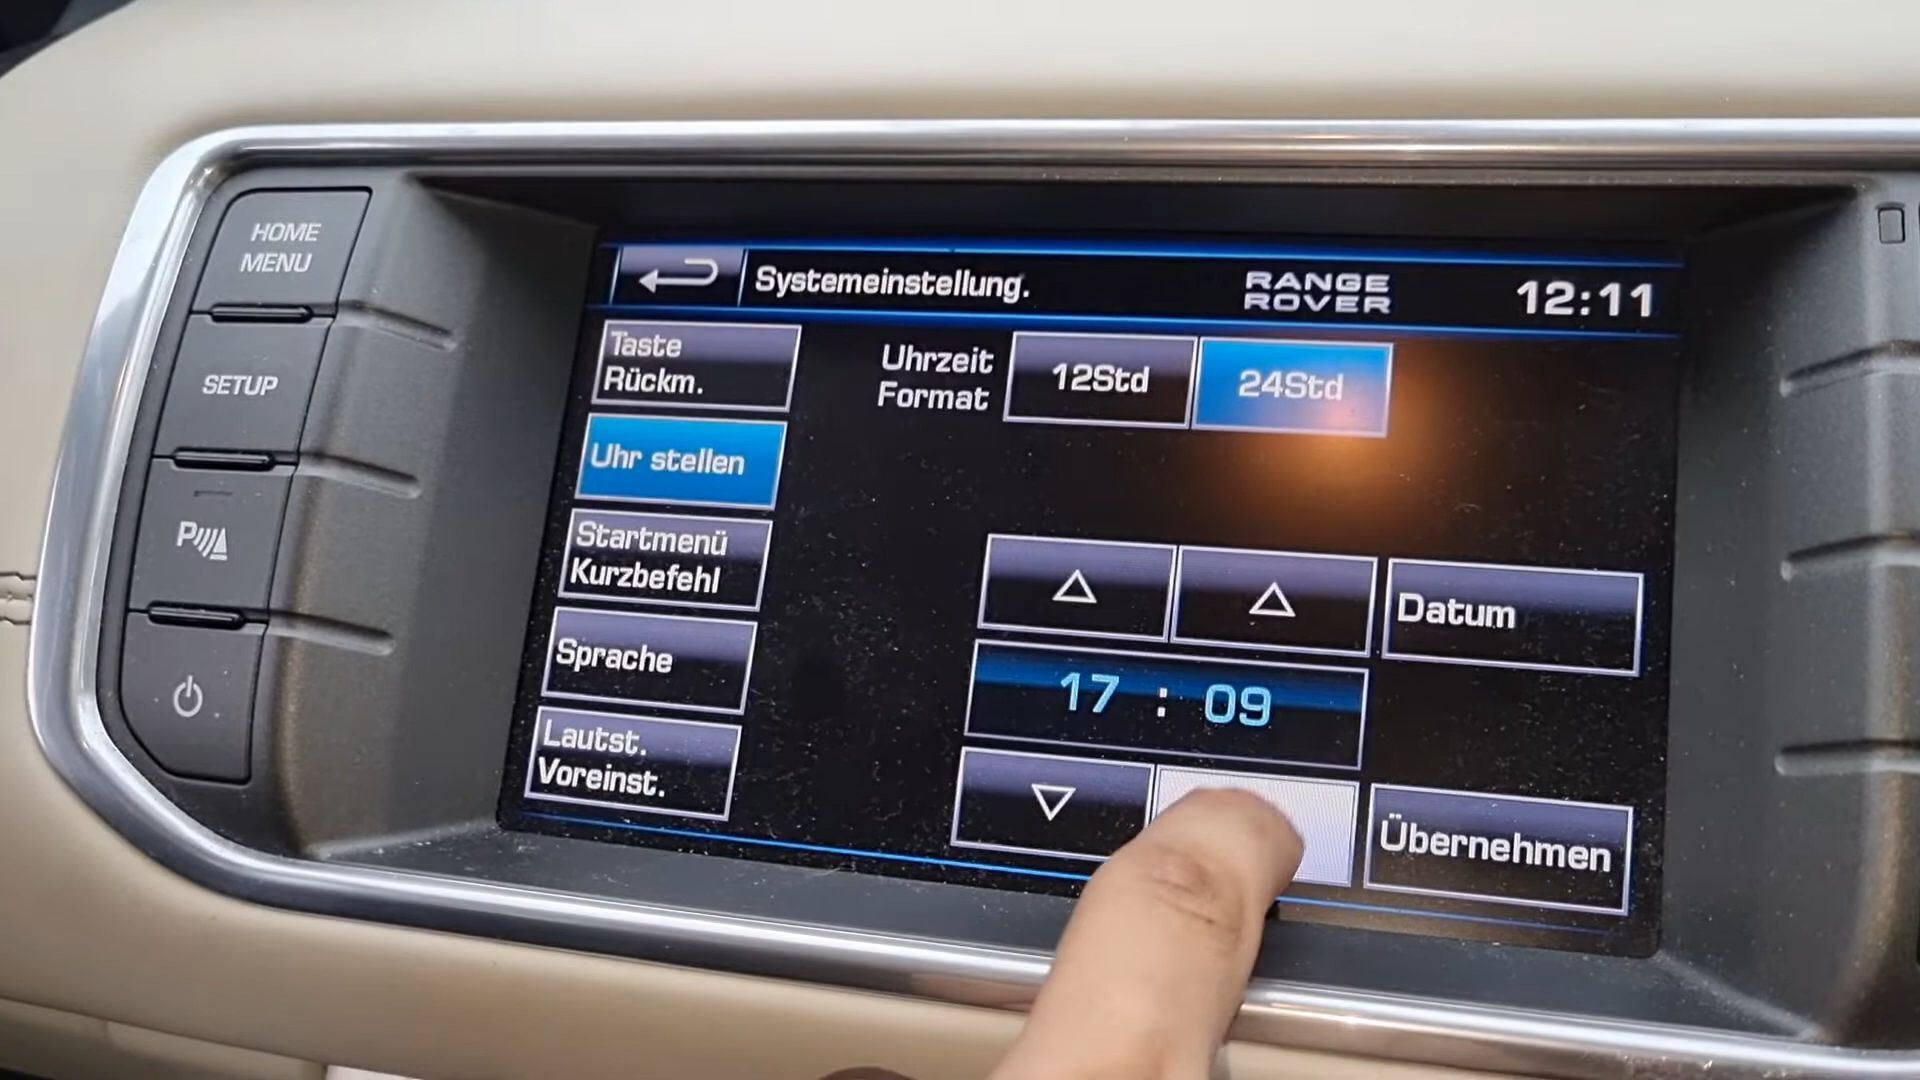 HOME
MENU
SETUP
P
Systemeinstellung.
RANGE
ROVER
12:11
Taste
Rückm.
Uhr stellen
Startmenü
Kurzbefehl
Sprache
Lautst.
Voreinst.
Uhrzeit
Format
12Std
24Std
Datum
17 : 09
Übernehmen